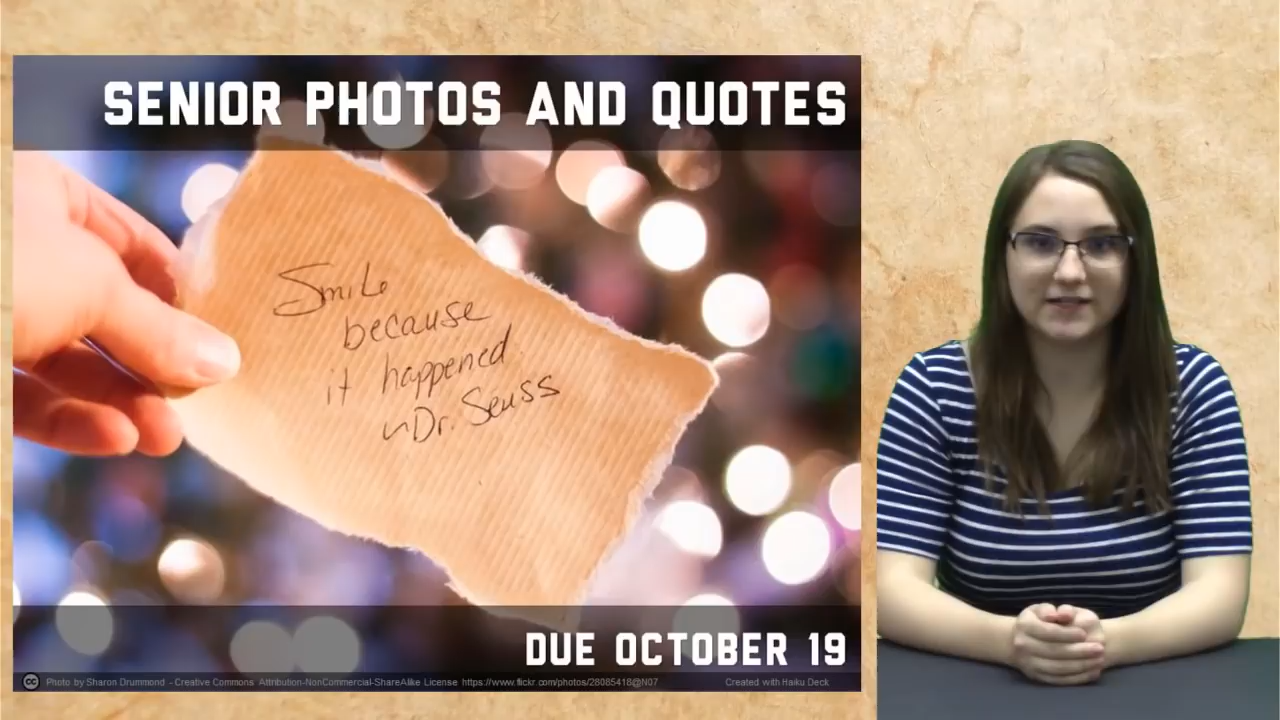 SENIOR PHOTOS AND QUOTES
Smile
because
it happened
~Dr. Seuss
DUE OCTOBER 19
cc Photo by Sharon Drummond - Creative Commons Attribution-NonCommercial-ShareAlike License https://www.flickr.com/photos/28085418@N07 Created with Haiku Deck